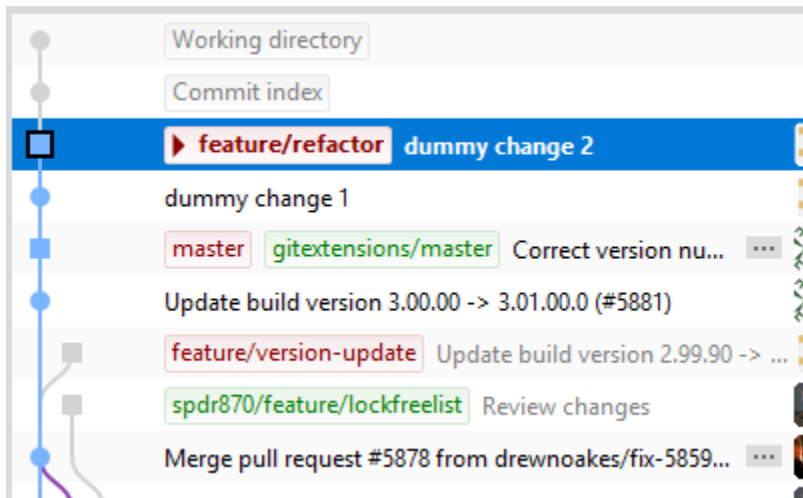 Working directory
Commit index
feature/refactor dummy change 2
dummy change 1
master gitextensions/master Correct version nu... ...
Update build version 3.00.00 -> 3.01.00.0 (#5881)
feature/version-update Update build version 2.99.90 -> ...
spdr870/feature/lockfreelist Review changes
Merge pull request #5878 from drewnoakes/fix-5859... ...